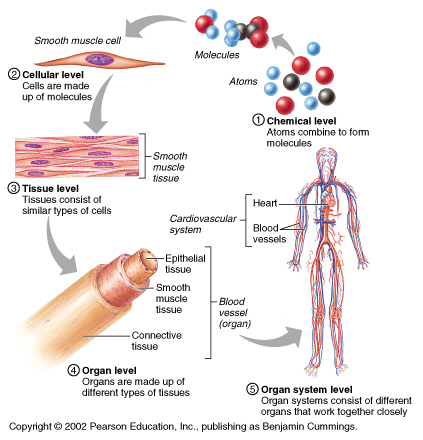 Smooth muscle cell
Molecules
② Cellular level
Cells are made
up of molecules
Atoms
① Chemical level
Atoms combine to form
molecules
Smooth
muscle
tissue
③ Tissue level
Tissues consist of
similar types of cells
Heart
Cardiovascular
system
Blood
vessels
Epithelial
tissue
Smooth
muscle
tissue
Blood
vessel
(organ)
Connective
tissue
④ Organ level
Organs are made up of
different types of tissues
⑤ Organ system level
Organ systems consist of different
organs that work together closely
Copyright © 2002 Pearson Education, Inc., publishing as Benjamin Cummings.